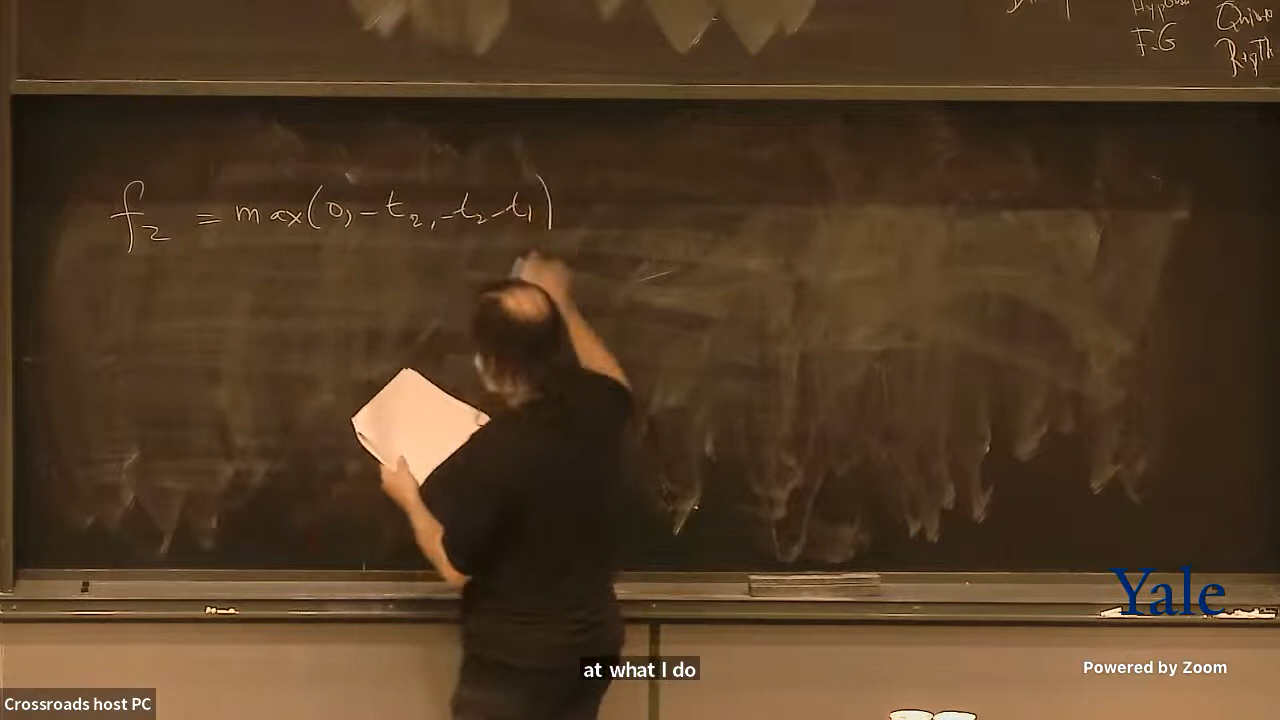 F-G
f₂ = max(0, -t₂, -t₂-t₁)
Yale
at what I do
Powered by Zoom
Crossroads host PC